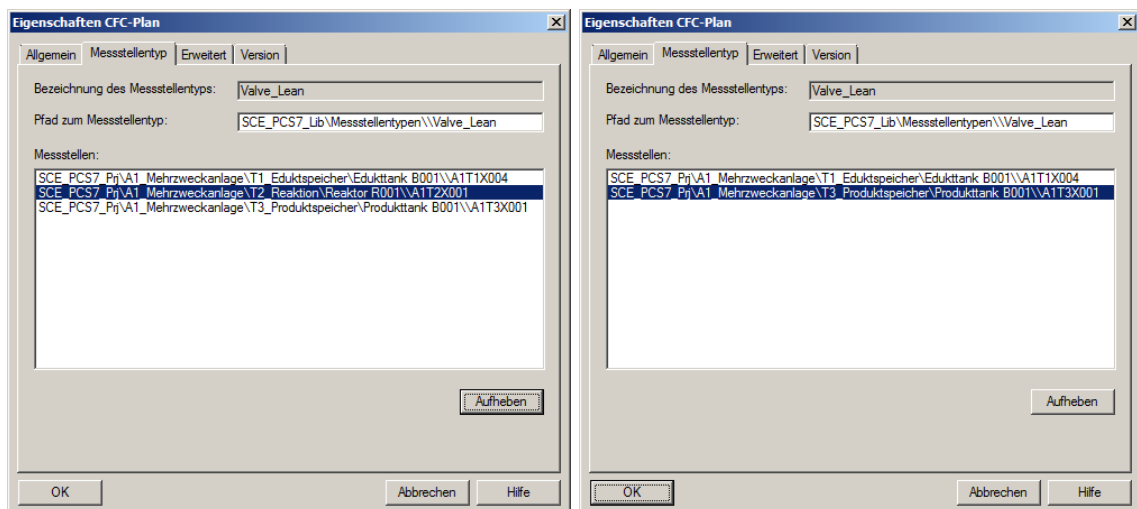 Eigenschaften CFC-Plan
Allgemein Messstellentyp Erweitert Version
Bezeichnung des Messstellentyps: Valve_Lean
Pfad zum Messstellentyp: SCE_PCS7_Lib\Messstellentypen\\Valve_Lean
Messstellen:
SCE_PCS7_Prj\A1_Mehrzweckanlage\T1_Eduktspeicher\Edukttank B001\\A1T1X004
SCE_PCS7_Prj\A1_Mehrzweckanlage\T2_Reaktion\Reaktor R001\\A1T2X001
SCE_PCS7_Prj\A1_Mehrzweckanlage\T3_Produktspeicher\Produkttank B001\\A1T3X001
Aufheben
OK Abbrechen Hilfe
Eigenschaften CFC-Plan
Allgemein Messstellentyp Erweitert Version
Bezeichnung des Messstellentyps: Valve_Lean
Pfad zum Messstellentyp: SCE_PCS7_Lib\Messstellentypen\\Valve_Lean
Messstellen:
SCE_PCS7_Prj\A1_Mehrzweckanlage\T1_Eduktspeicher\Edukttank B001\\A1T1X004
SCE_PCS7_Prj\A1_Mehrzweckanlage\T3_Produktspeicher\Produkttank B001\\A1T3X001
Aufheben
OK Abbrechen Hilfe